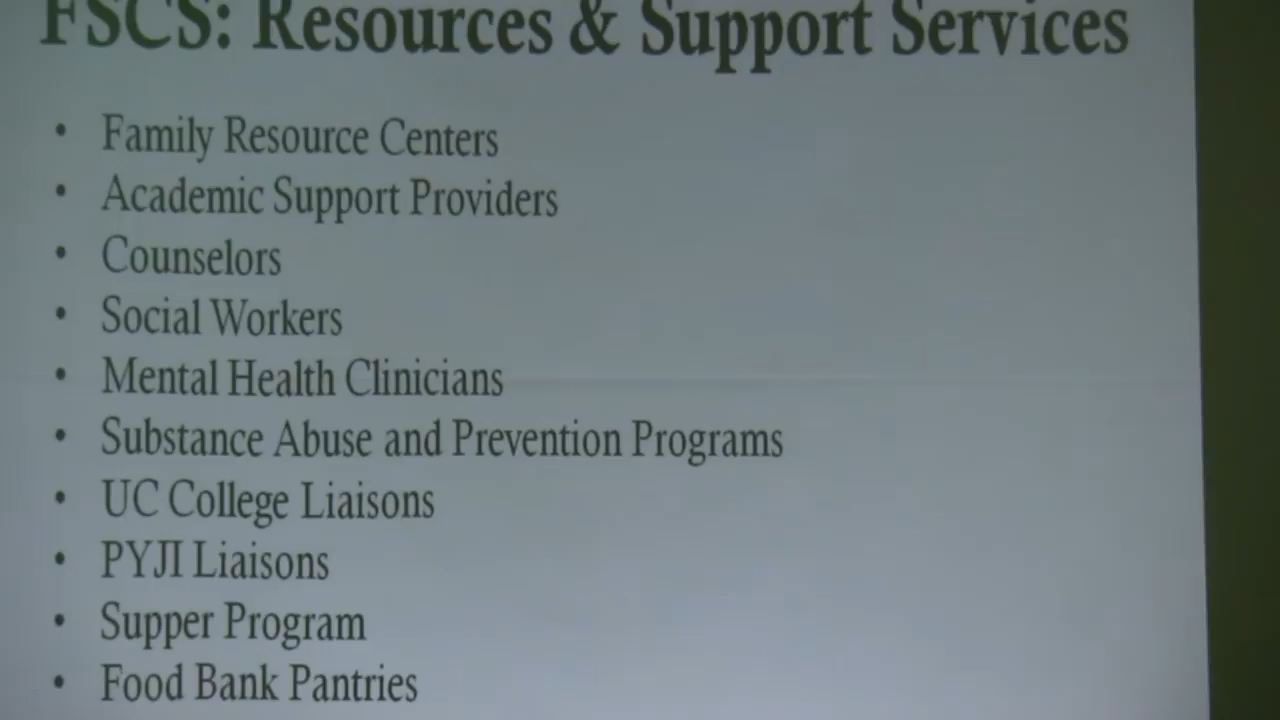 FSCS: Resources & Support Services
• Family Resource Centers
• Academic Support Providers
• Counselors
• Social Workers
• Mental Health Clinicians
• Substance Abuse and Prevention Programs
• UC College Liaisons
• PYJI Liaisons
• Supper Program
• Food Bank Pantries